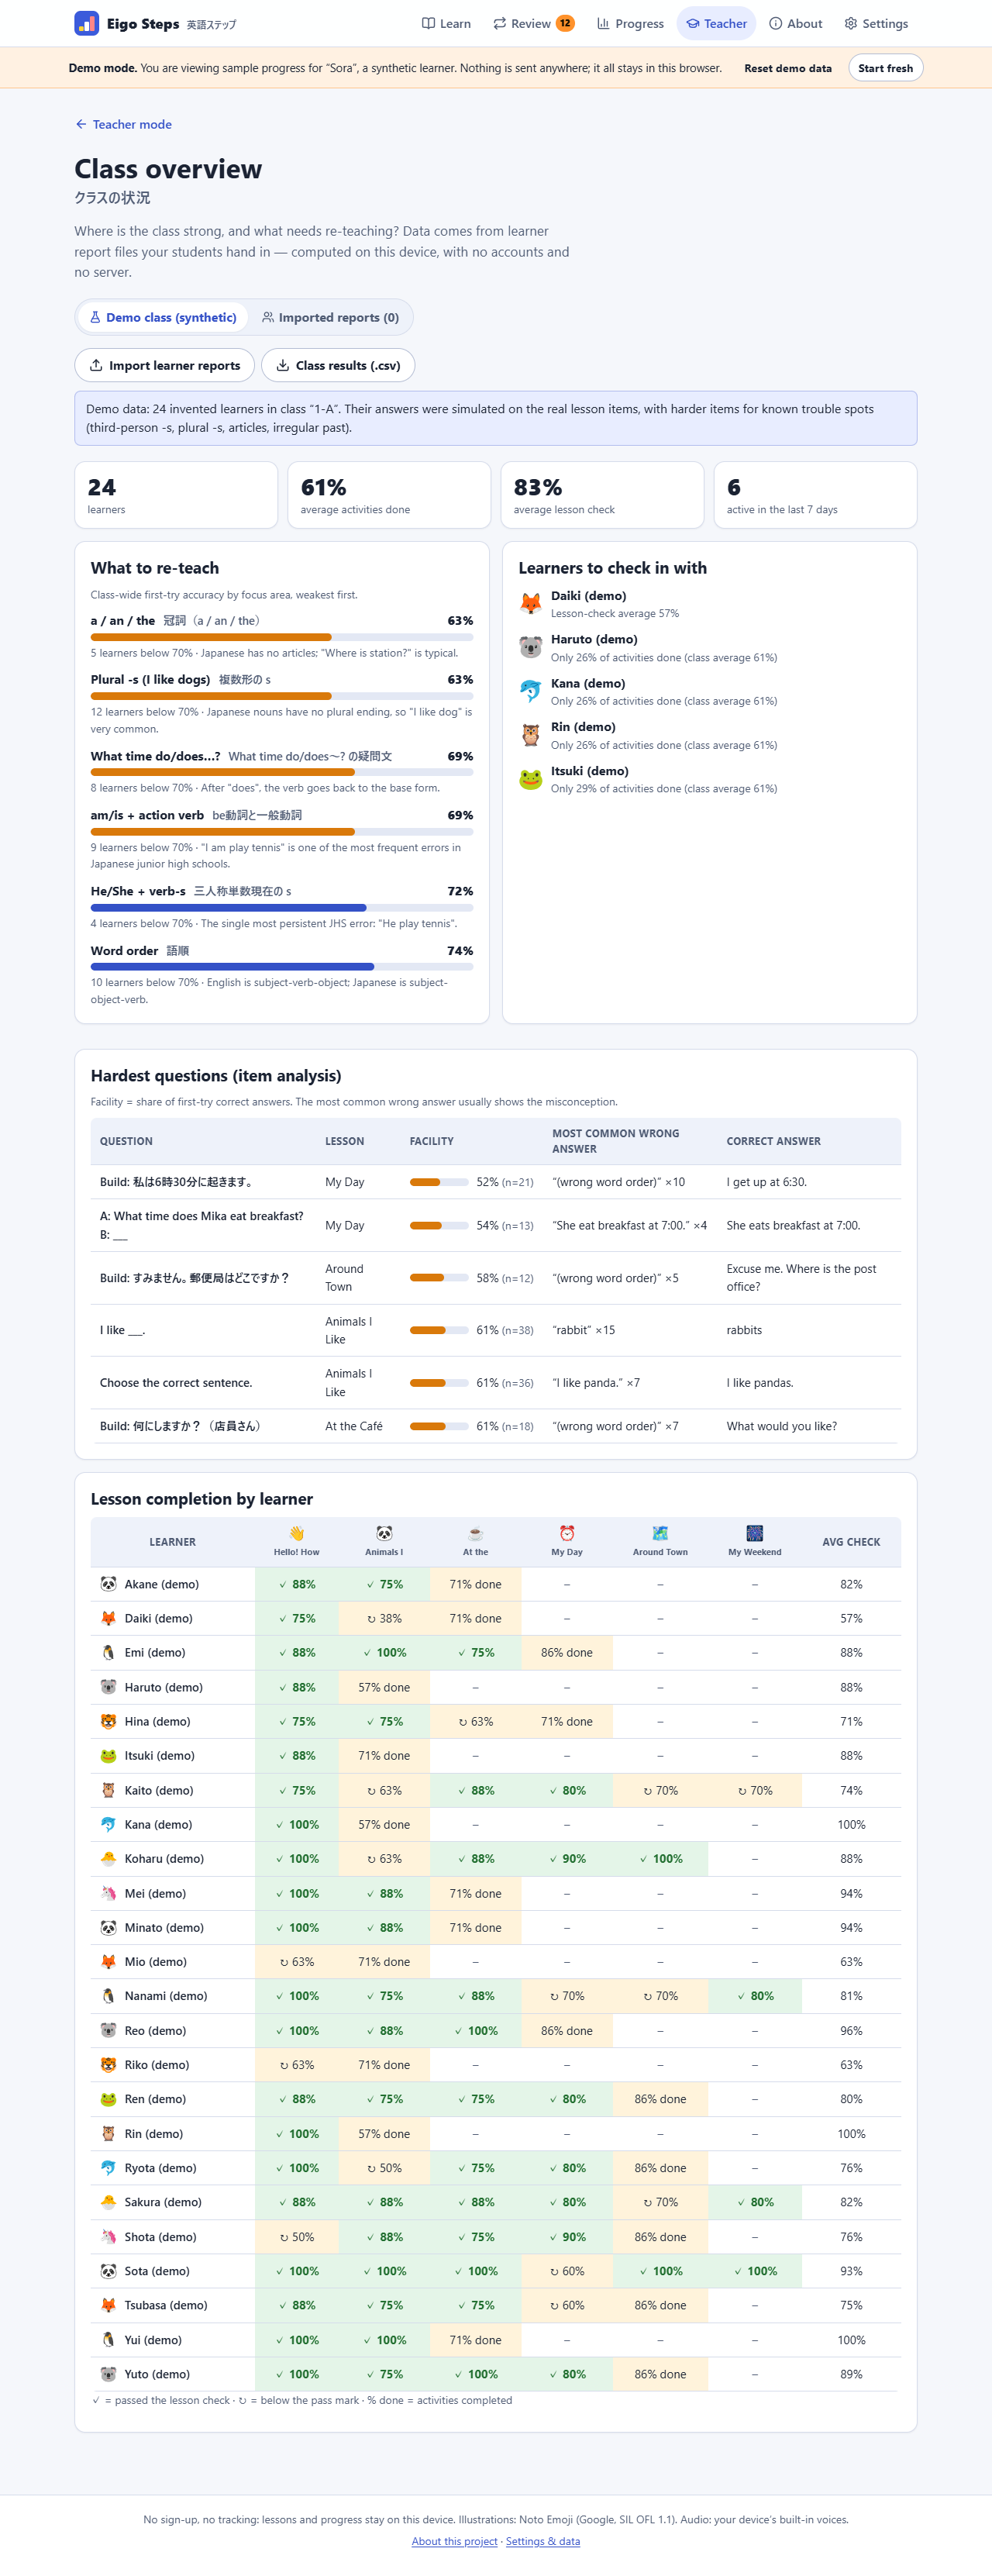 Eigo Steps 英語ステップ
Learn
Review 12
Progress
Teacher
About
Settings
Demo mode. You are viewing sample progress for “Sora”, a synthetic learner. Nothing is sent anywhere; it all stays in this browser.
Reset demo data
Start fresh
← Teacher mode
Class overview
クラスの状況
Where is the class strong, and what needs re-teaching? Data comes from learner
report files your students hand in — computed on this device, with no accounts and
no server.
Demo class (synthetic)
Imported reports (0)
Import learner reports
Class results (.csv)
Demo data: 24 invented learners in class “1-A”. Their answers were simulated on the real lesson items, with harder items for known trouble spots
(third-person -s, plural -s, articles, irregular past).
24
learners
61%
average activities done
83%
average lesson check
6
active in the last 7 days
What to re-teach
Class-wide first-try accuracy by focus area, weakest first.
a / an / the 冠詞（a / an / the） 63%
5 learners below 70% · Japanese has no articles; "Where is station?" is typical.
Plural -s (I like dogs) 複数形の s 63%
12 learners below 70% · Japanese nouns have no plural ending, so "I like dog" is
very common.
What time do/does…? What time do/does～? の疑問文 69%
8 learners below 70% · After "does", the verb goes back to the base form.
am/is + action verb be動詞と一般動詞 69%
9 learners below 70% · "I am play tennis" is one of the most frequent errors in
Japanese junior high schools.
He/She + verb-s 三人称単数現在の s 72%
4 learners below 70% · The single most persistent JHS error: "He play tennis".
Word order 語順 74%
10 learners below 70% · English is subject-verb-object; Japanese is subject-
object-verb.
Learners to check in with
Daiki (demo)
Lesson-check average 57%
Haruto (demo)
Only 26% of activities done (class average 61%)
Kana (demo)
Only 26% of activities done (class average 61%)
Rin (demo)
Only 26% of activities done (class average 61%)
Itsuki (demo)
Only 29% of activities done (class average 61%)
Hardest questions (item analysis)
Facility = share of first-try correct answers. The most common wrong answer usually shows the misconception.
QUESTION LESSON FACILITY MOST COMMON WRONG ANSWER CORRECT ANSWER
Build: 私は6時30分に起きます。 My Day 52% (n=21) “(wrong word order)” ×10 I get up at 6:30.
A: What time does Mika eat breakfast?
B: ___ My Day 54% (n=13) “She eat breakfast at 7:00.” ×4 She eats breakfast at 7:00.
Build: すみません。郵便局はどこですか？ Around Town 58% (n=12) “(wrong word order)” ×5 Excuse me. Where is the post office?
I like ___. Animals I Like 61% (n=38) “rabbit” ×15 rabbits
Choose the correct sentence. Animals I Like 61% (n=36) “I like panda.” ×7 I like pandas.
Build: 何にしますか？（店員さん） At the Café 61% (n=18) “(wrong word order)” ×7 What would you like?
Lesson completion by learner
LEARNER Hello! How Animals I At the My Day Around Town My Weekend AVG CHECK
Akane (demo) ✓ 88% ✓ 75% 71% done – – – 82%
Daiki (demo) ✓ 75% ↻ 38% 71% done – – – 57%
Emi (demo) ✓ 88% ✓ 100% ✓ 75% 86% done – – 88%
Haruto (demo) ✓ 88% 57% done – – – – 88%
Hina (demo) ✓ 75% ✓ 75% ↻ 63% 71% done – – 71%
Itsuki (demo) ✓ 88% 71% done – – – – 88%
Kaito (demo) ✓ 75% ↻ 63% ✓ 88% ✓ 80% ↻ 70% ↻ 70% 74%
Kana (demo) ✓ 100% 57% done – – – – 100%
Koharu (demo) ✓ 100% ↻ 63% ✓ 88% ✓ 90% ✓ 100% – 88%
Mei (demo) ✓ 100% ✓ 88% 71% done – – – 94%
Minato (demo) ✓ 100% ✓ 88% 71% done – – – 94%
Mio (demo) ↻ 63% 71% done – – – – 63%
Nanami (demo) ✓ 100% ✓ 75% ✓ 88% ↻ 70% ↻ 70% ✓ 80% 81%
Reo (demo) ✓ 100% ✓ 88% ✓ 100% 86% done – – 96%
Riko (demo) ↻ 63% 71% done – – – – 63%
Ren (demo) ✓ 88% ✓ 75% ✓ 75% ✓ 80% 86% done – 80%
Rin (demo) ✓ 100% 57% done – – – – 100%
Ryota (demo) ✓ 100% ↻ 50% ✓ 75% ✓ 80% 86% done – 76%
Sakura (demo) ✓ 88% ✓ 88% ✓ 88% ✓ 80% ↻ 70% ✓ 80% 82%
Shota (demo) ↻ 50% ✓ 88% ✓ 75% ✓ 90% 86% done – 76%
Sota (demo) ✓ 100% ✓ 100% ✓ 100% ↻ 60% ✓ 100% ✓ 100% 93%
Tsubasa (demo) ✓ 88% ✓ 75% ✓ 75% ↻ 60% 86% done – 75%
Yui (demo) ✓ 100% ✓ 100% 71% done – – – 100%
Yuto (demo) ✓ 100% ✓ 75% ✓ 100% ✓ 80% 86% done – 89%
✓ = passed the lesson check · ↻ = below the pass mark · % done = activities completed
No sign-up, no tracking: lessons and progress stay on this device. Illustrations: Noto Emoji (Google, SIL OFL 1.1). Audio: your device’s built-in voices.
About this project · Settings & data